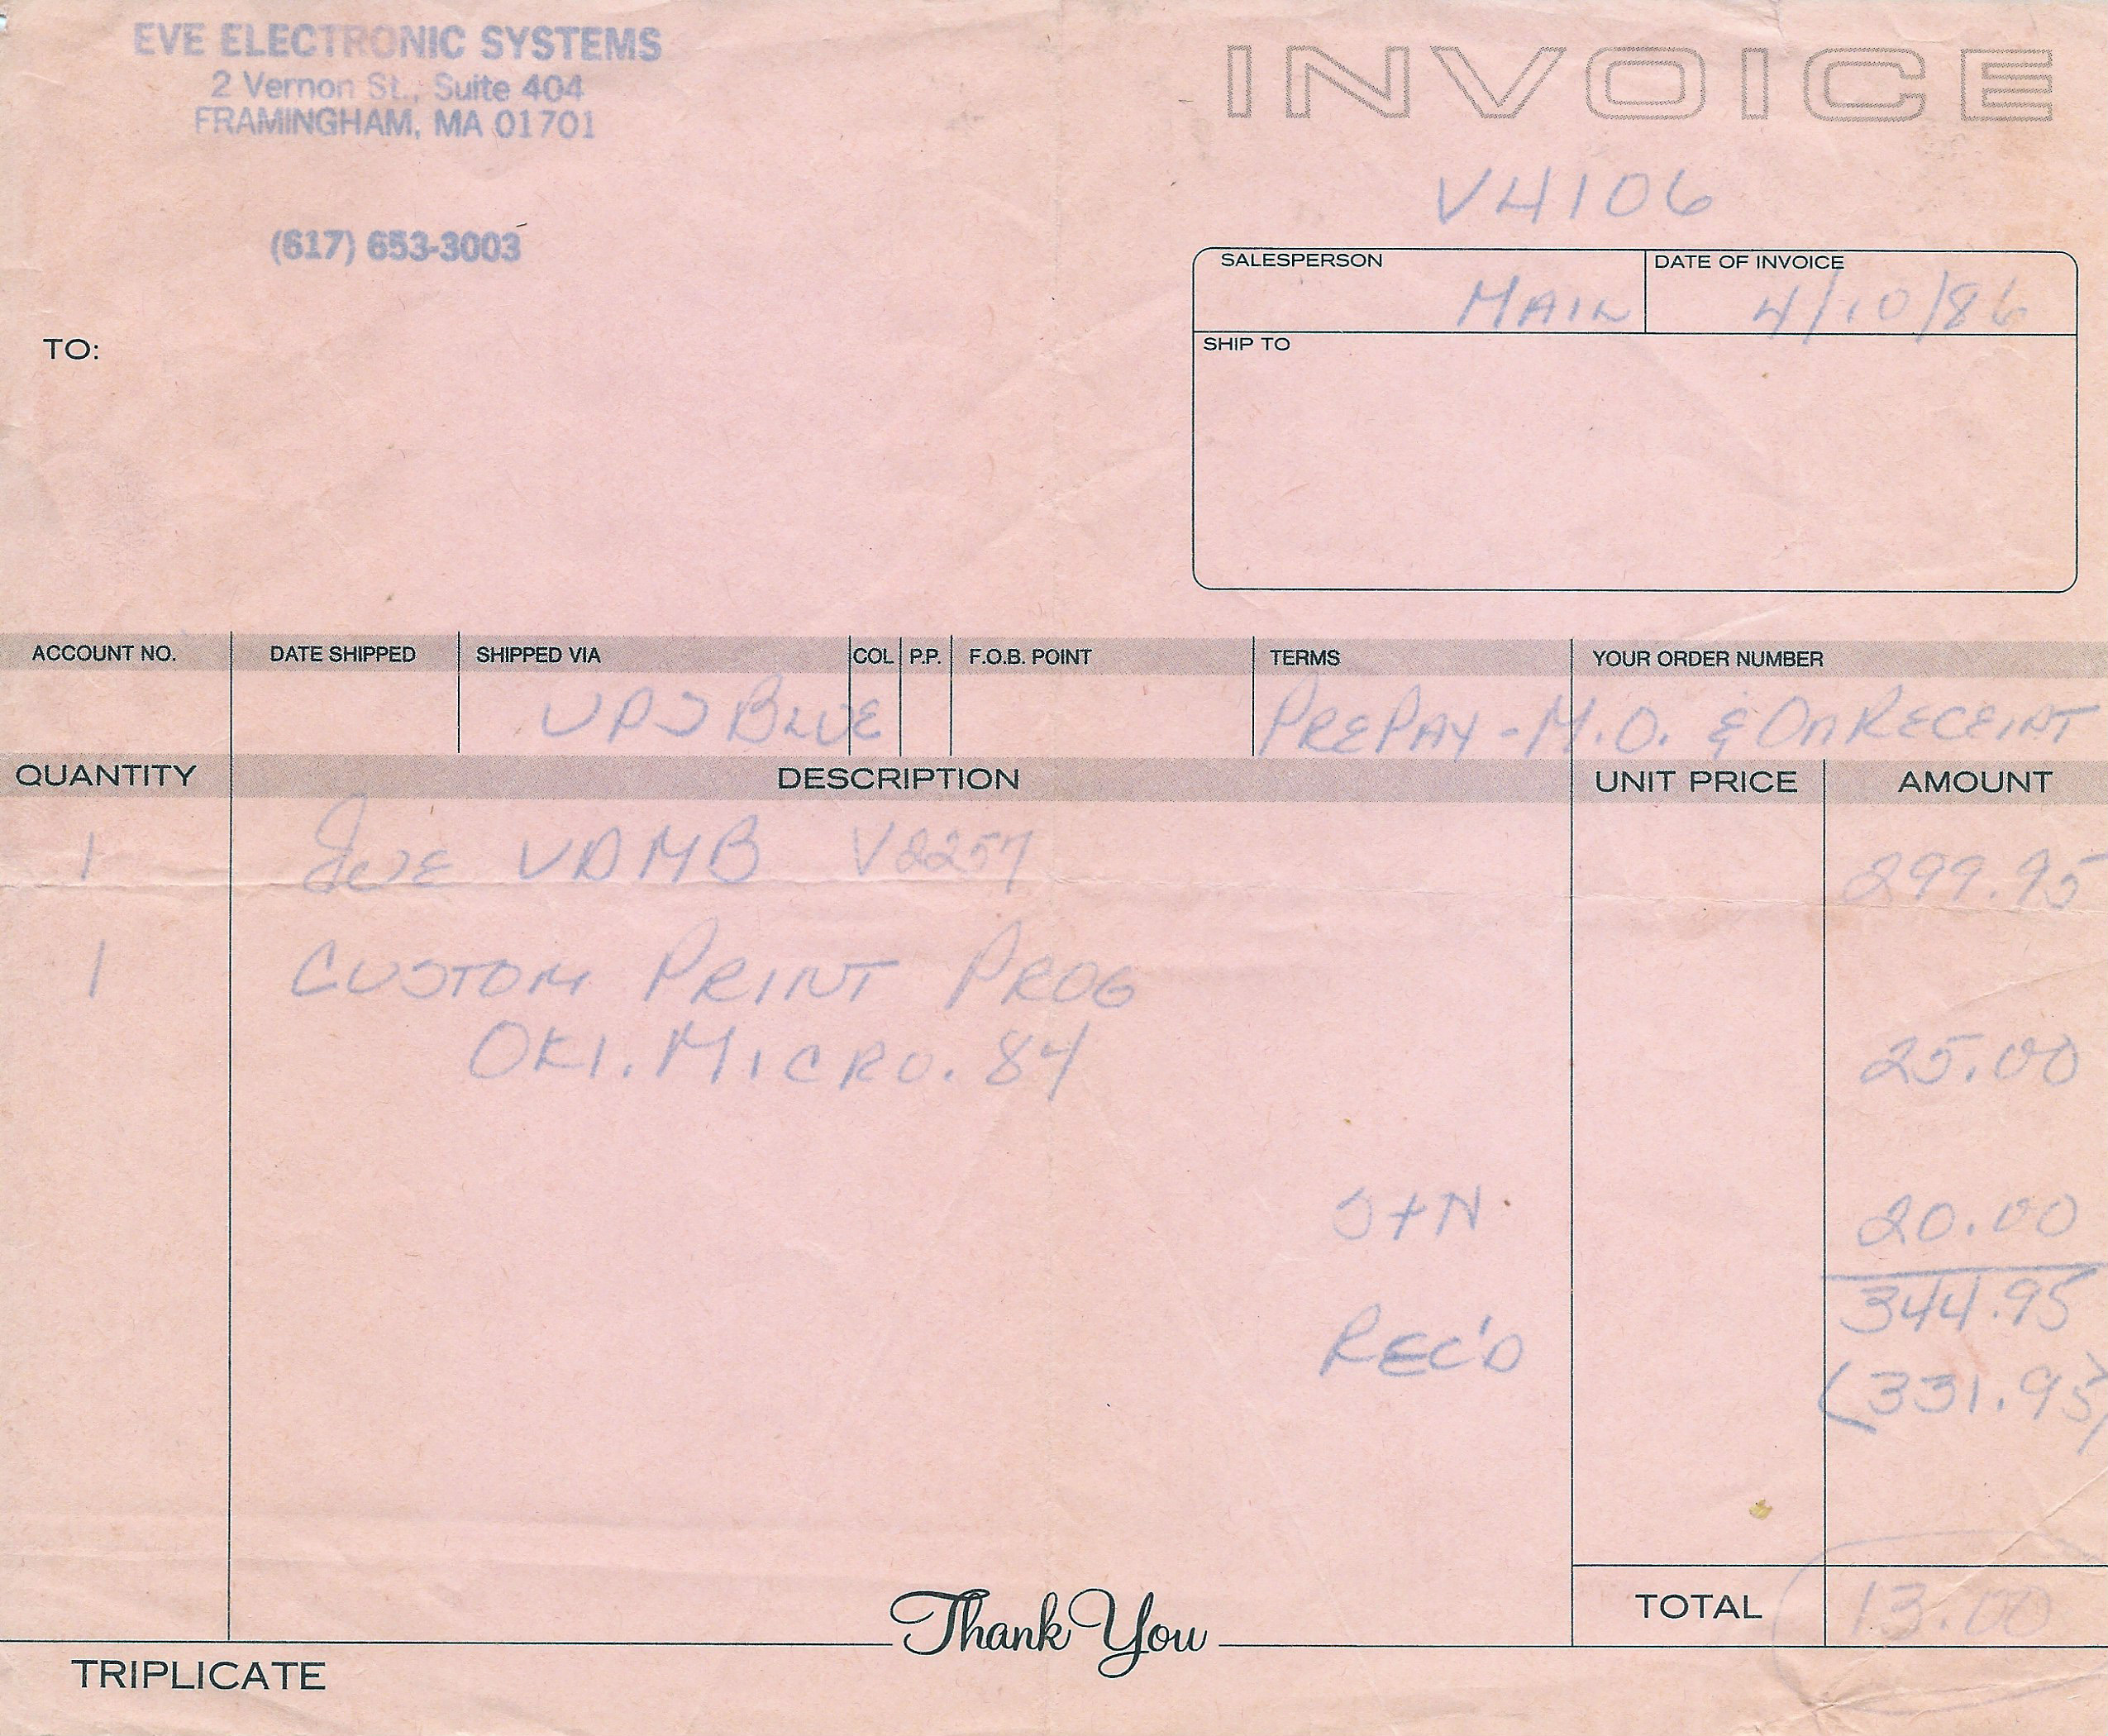 EVE ELECTRONIC SYSTEMS
2 Vernon St., Suite 404
FRAMINGHAM, MA 01701
(617) 653-3003
INVOICE
V4106
SALESPERSON
MAIN
DATE OF INVOICE
4/10/86
TO:
SHIP TO
ACCOUNT NO. DATE SHIPPED SHIPPED VIA COL P.P. F.O.B. POINT TERMS YOUR ORDER NUMBER
UPS BLUE PREPAY - M.O. & ON RECEIPT
QUANTITY DESCRIPTION UNIT PRICE AMOUNT
1 EVE VDMB V2257 299.95
1 CUSTOM PRINT PROG
OKI. MICRO. 84 25.00
S+H 20.00
344.95
REC'D (331.95)
TOTAL 13.00
Thank You
TRIPLICATE